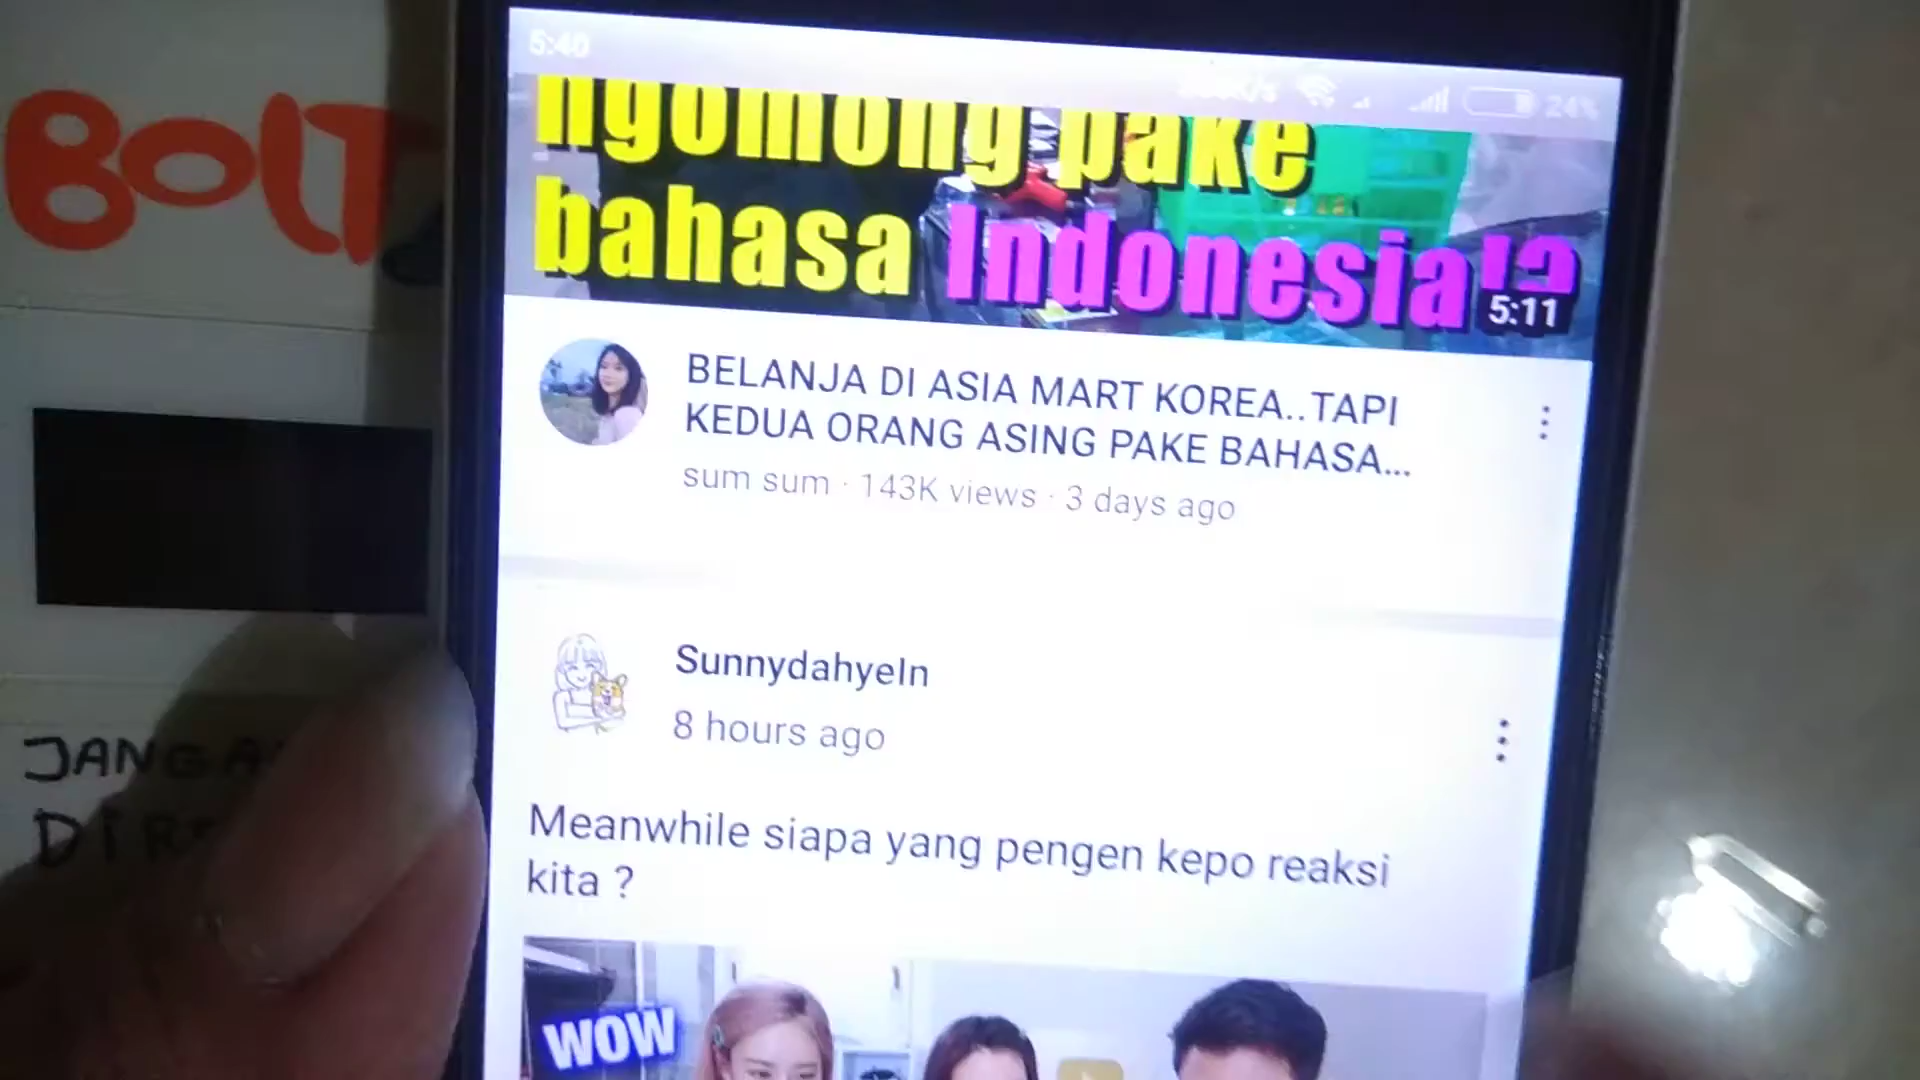 BOLT
JANGA
DIR
5:40
24%
ngomong pake
bahasa Indonesia!?
5:11
BELANJA DI ASIA MART KOREA..TAPI
KEDUA ORANG ASING PAKE BAHASA...
sum sum · 143K views · 3 days ago
SunnydahyeIn
8 hours ago
Meanwhile siapa yang pengen kepo reaksi
kita ?
WOW